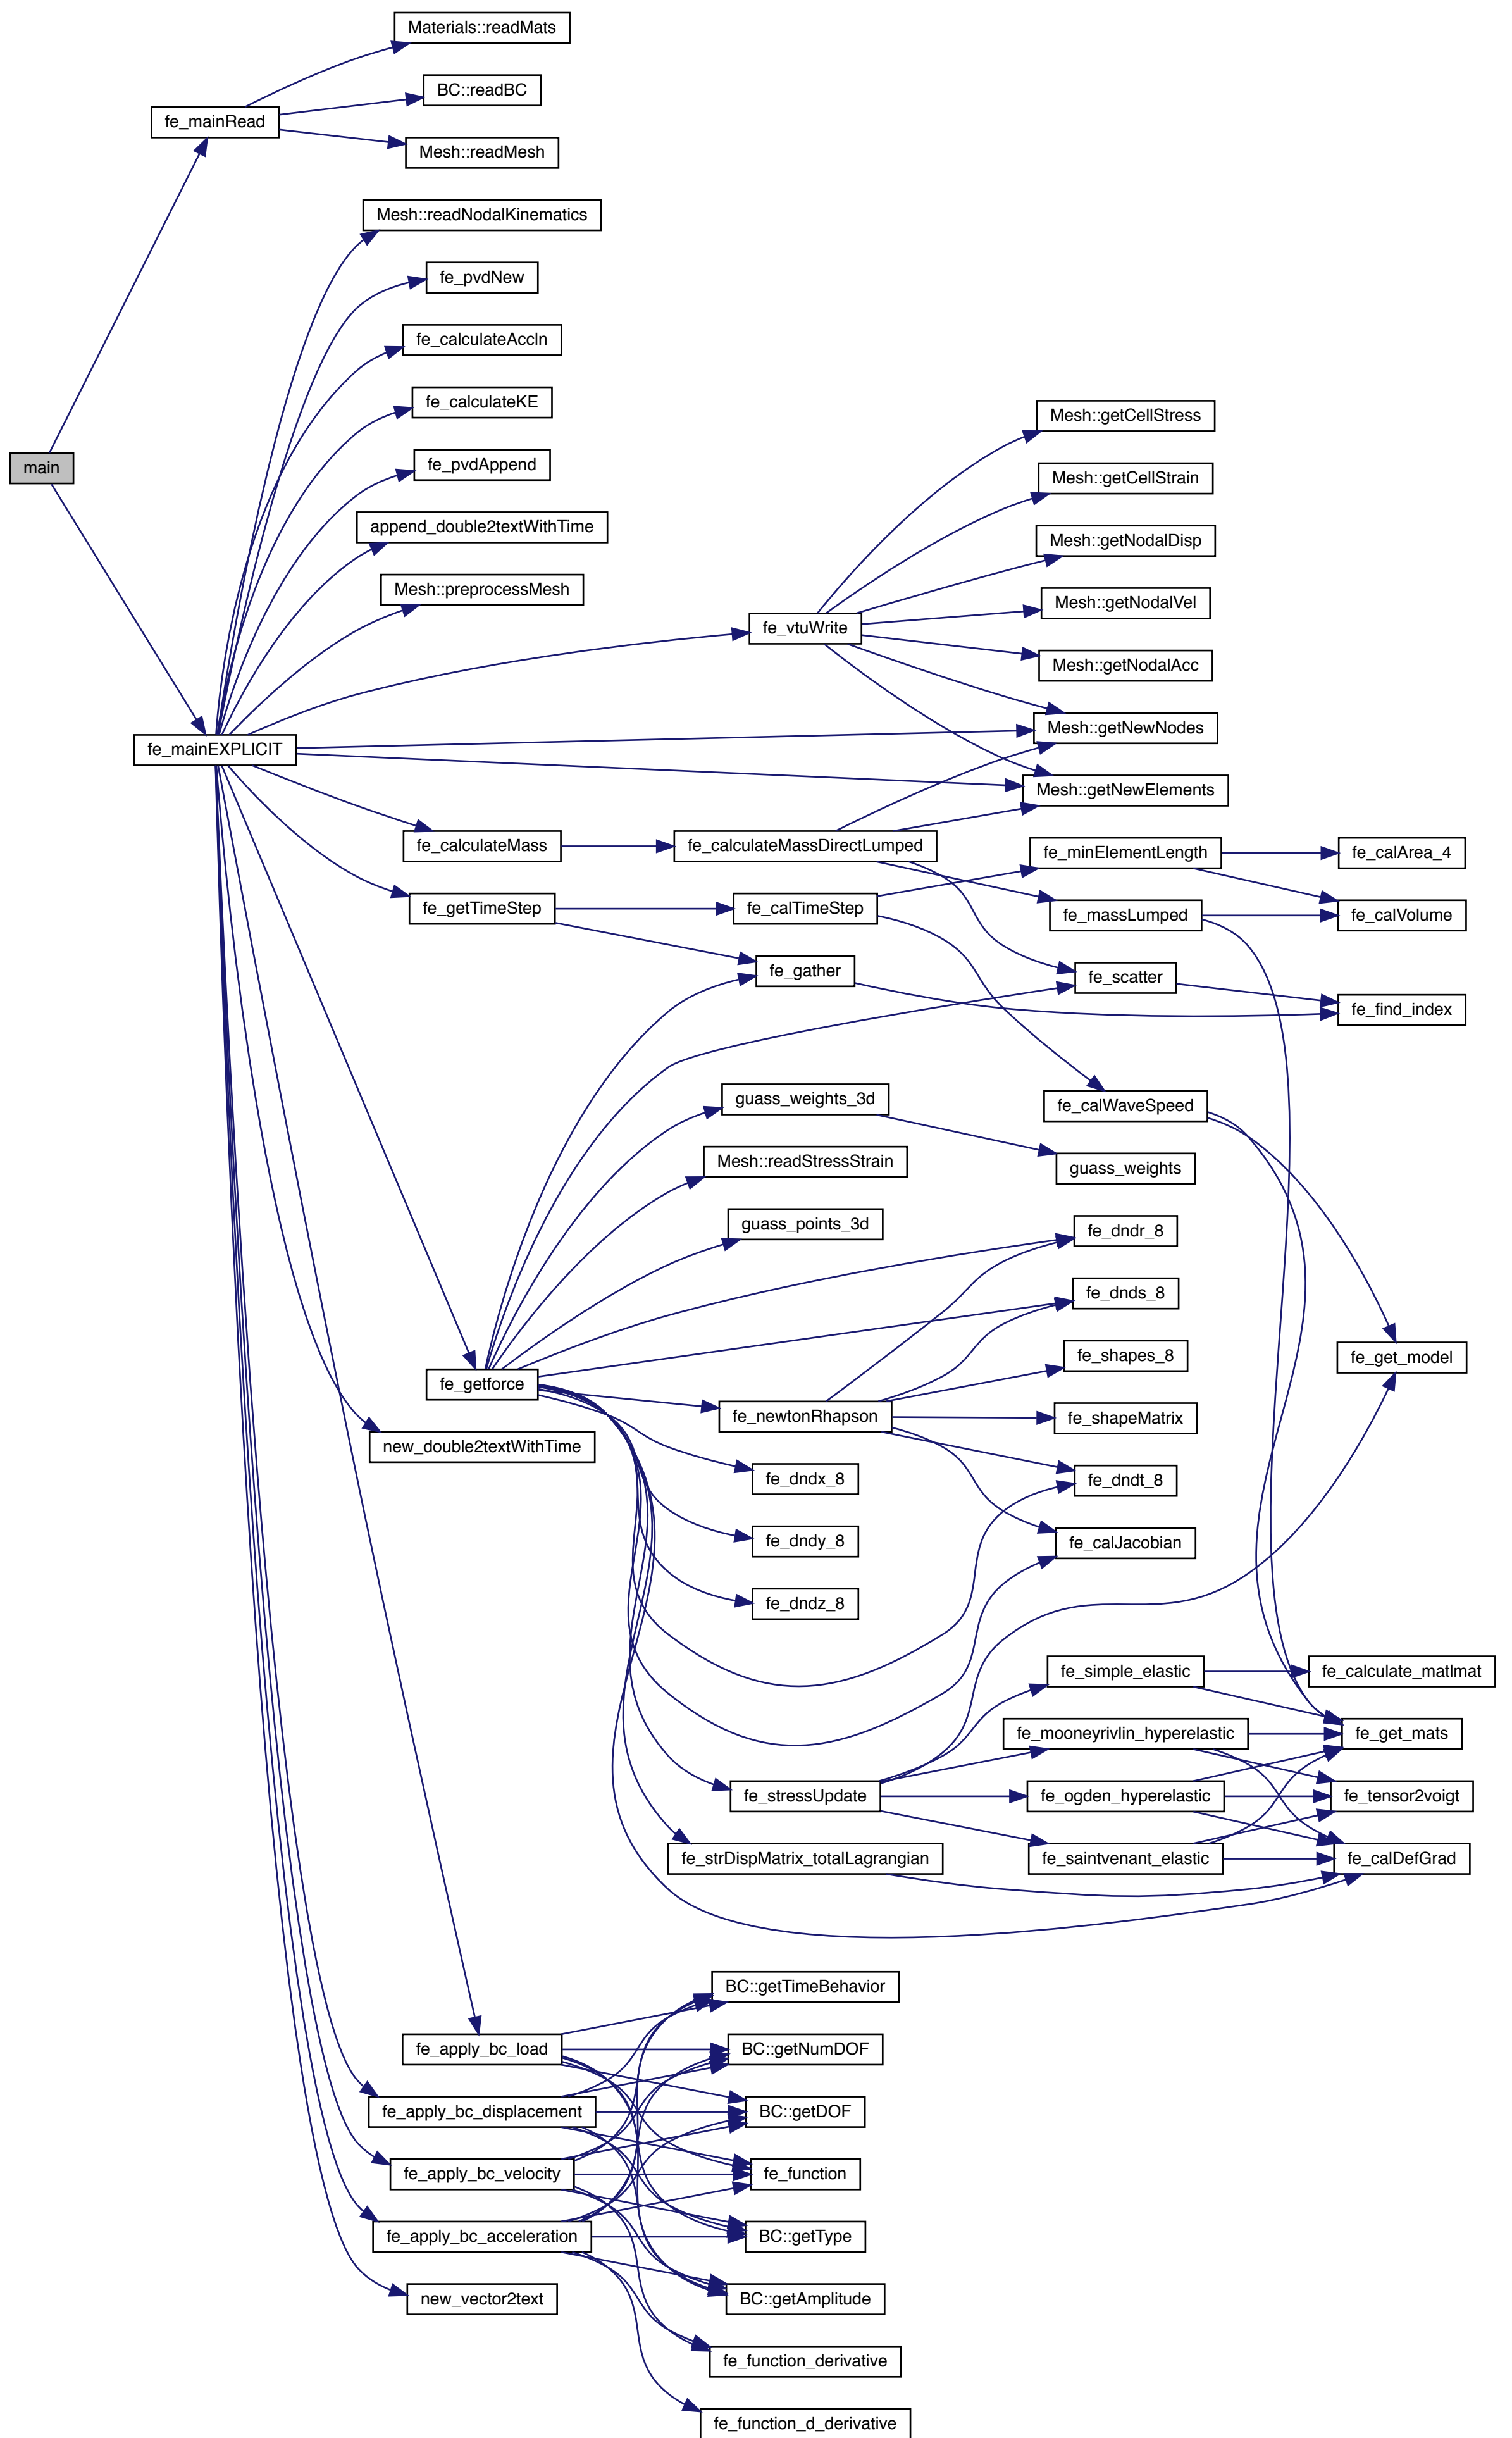 Materials::readMats
BC::readBC
fe_mainRead
Mesh::readMesh
Mesh::readNodalKinematics
fe_pvdNew
fe_calculateAccln
fe_calculateKE
Mesh::getCellStress
main
fe_pvdAppend
Mesh::getCellStrain
append_double2textWithTime
Mesh::getNodalDisp
Mesh::preprocessMesh
Mesh::getNodalVel
fe_vtuWrite
Mesh::getNodalAcc
Mesh::getNewNodes
fe_mainEXPLICIT
Mesh::getNewElements
fe_calculateMass
fe_calculateMassDirectLumped
fe_minElementLength
fe_calArea_4
fe_getTimeStep
fe_calTimeStep
fe_massLumped
fe_calVolume
fe_gather
fe_scatter
fe_find_index
guass_weights_3d
fe_calWaveSpeed
Mesh::readStressStrain
guass_weights
guass_points_3d
fe_dndr_8
fe_dnds_8
fe_shapes_8
fe_get_model
fe_getforce
fe_newtonRhapson
fe_shapeMatrix
new_double2textWithTime
fe_dndx_8
fe_dndt_8
fe_dndy_8
fe_calJacobian
fe_dndz_8
fe_simple_elastic
fe_calculate_matlmat
fe_mooneyrivlin_hyperelastic
fe_get_mats
fe_stressUpdate
fe_ogden_hyperelastic
fe_tensor2voigt
fe_strDispMatrix_totalLagrangian
fe_saintvenant_elastic
fe_calDefGrad
BC::getTimeBehavior
fe_apply_bc_load
BC::getNumDOF
fe_apply_bc_displacement
BC::getDOF
fe_apply_bc_velocity
fe_function
fe_apply_bc_acceleration
BC::getType
new_vector2text
BC::getAmplitude
fe_function_derivative
fe_function_d_derivative